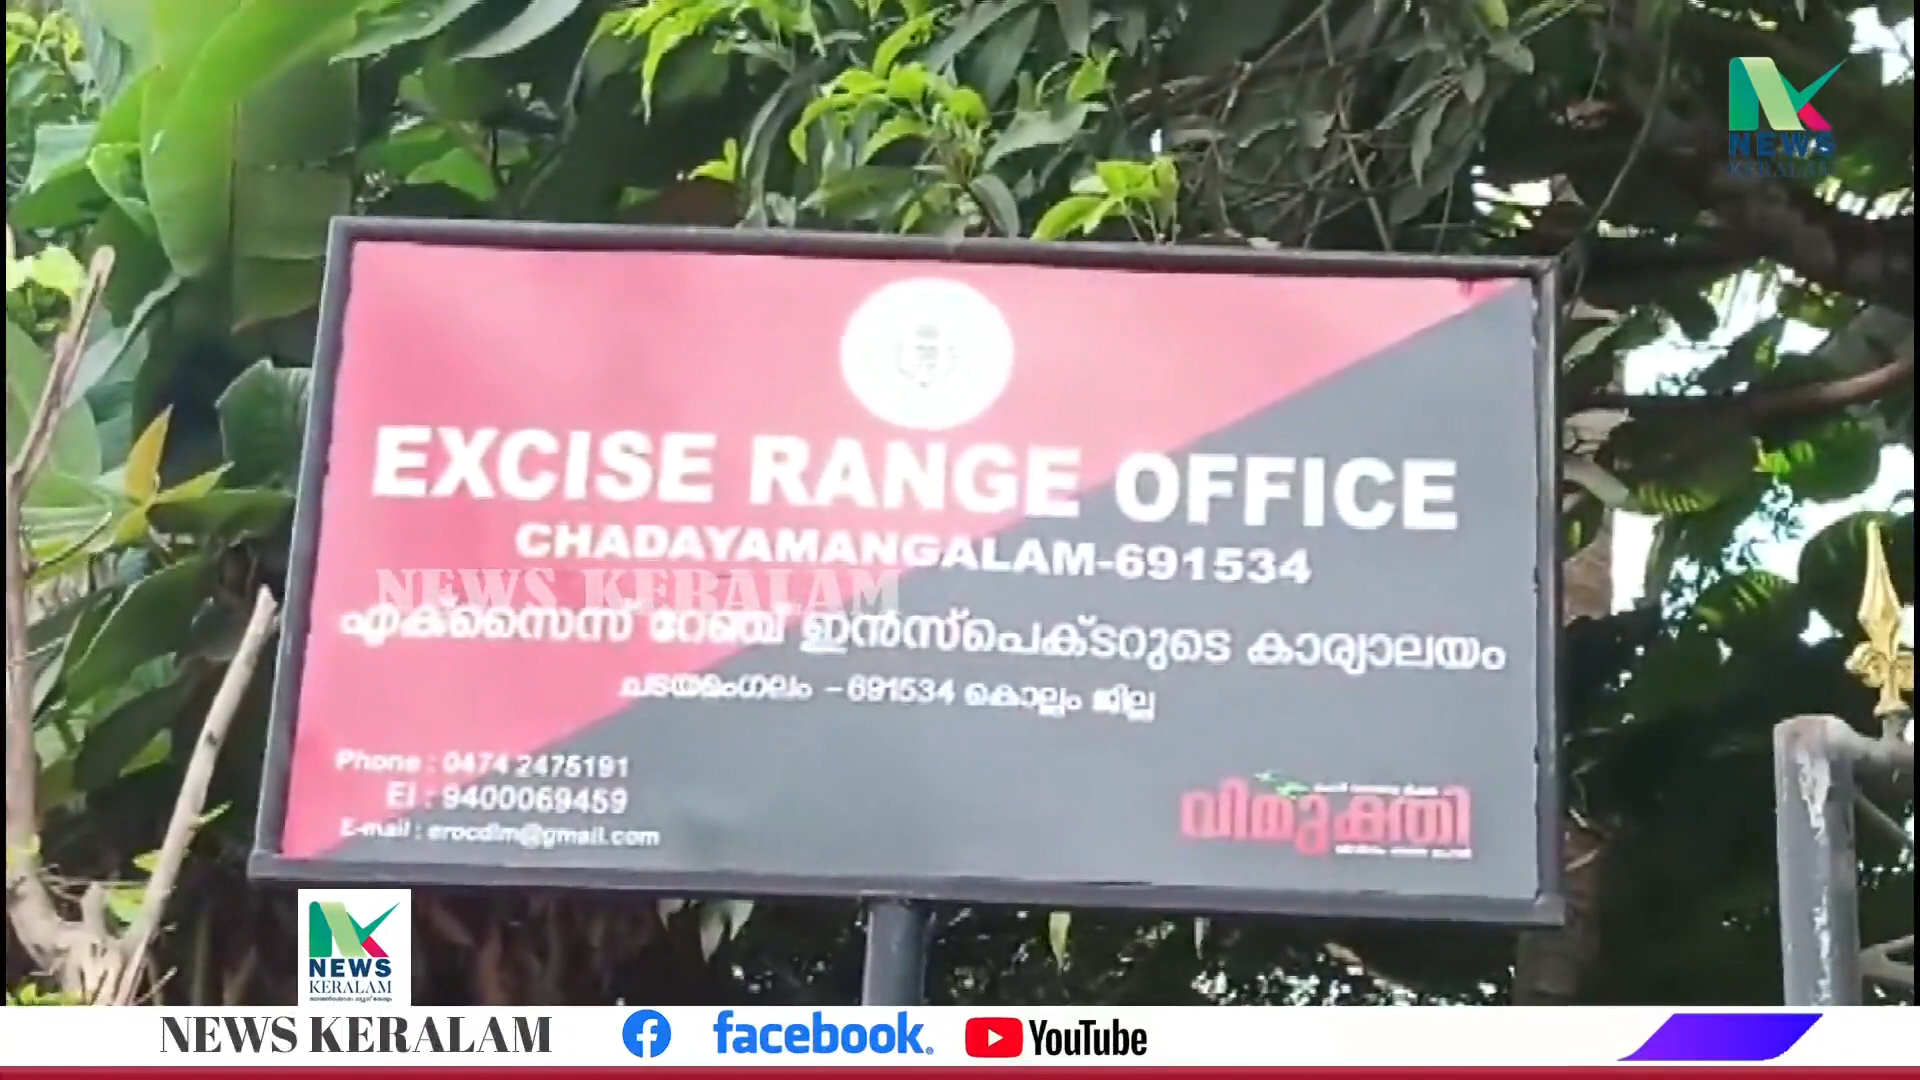 NEWS
KERALAM
EXCISE RANGE OFFICE
CHADAYAMANGALAM-691534
NEWS KERALAM
എക്സൈസ് റേഞ്ച് ഇൻസ്പെക്ടറുടെ കാര്യാലയം
ചടയമംഗലം - 691534 കൊല്ലം ജില്ല
Phone : 0474 2475191
EI : 9400069459
E-mail : erocdlm@gmail.com
വിമുക്തി
NEWS
KERALAM
NEWS KERALAM facebook. YouTube